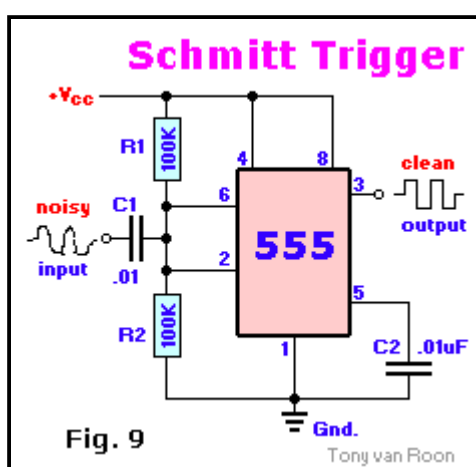 Schmitt Trigger
+Vcc
R1
100K
4
8
clean
3
output
noisy
C1
6
555
input
.01
2
5
R2
100K
1
C2
.01uF
Gnd.
Fig. 9
Tony van Roon